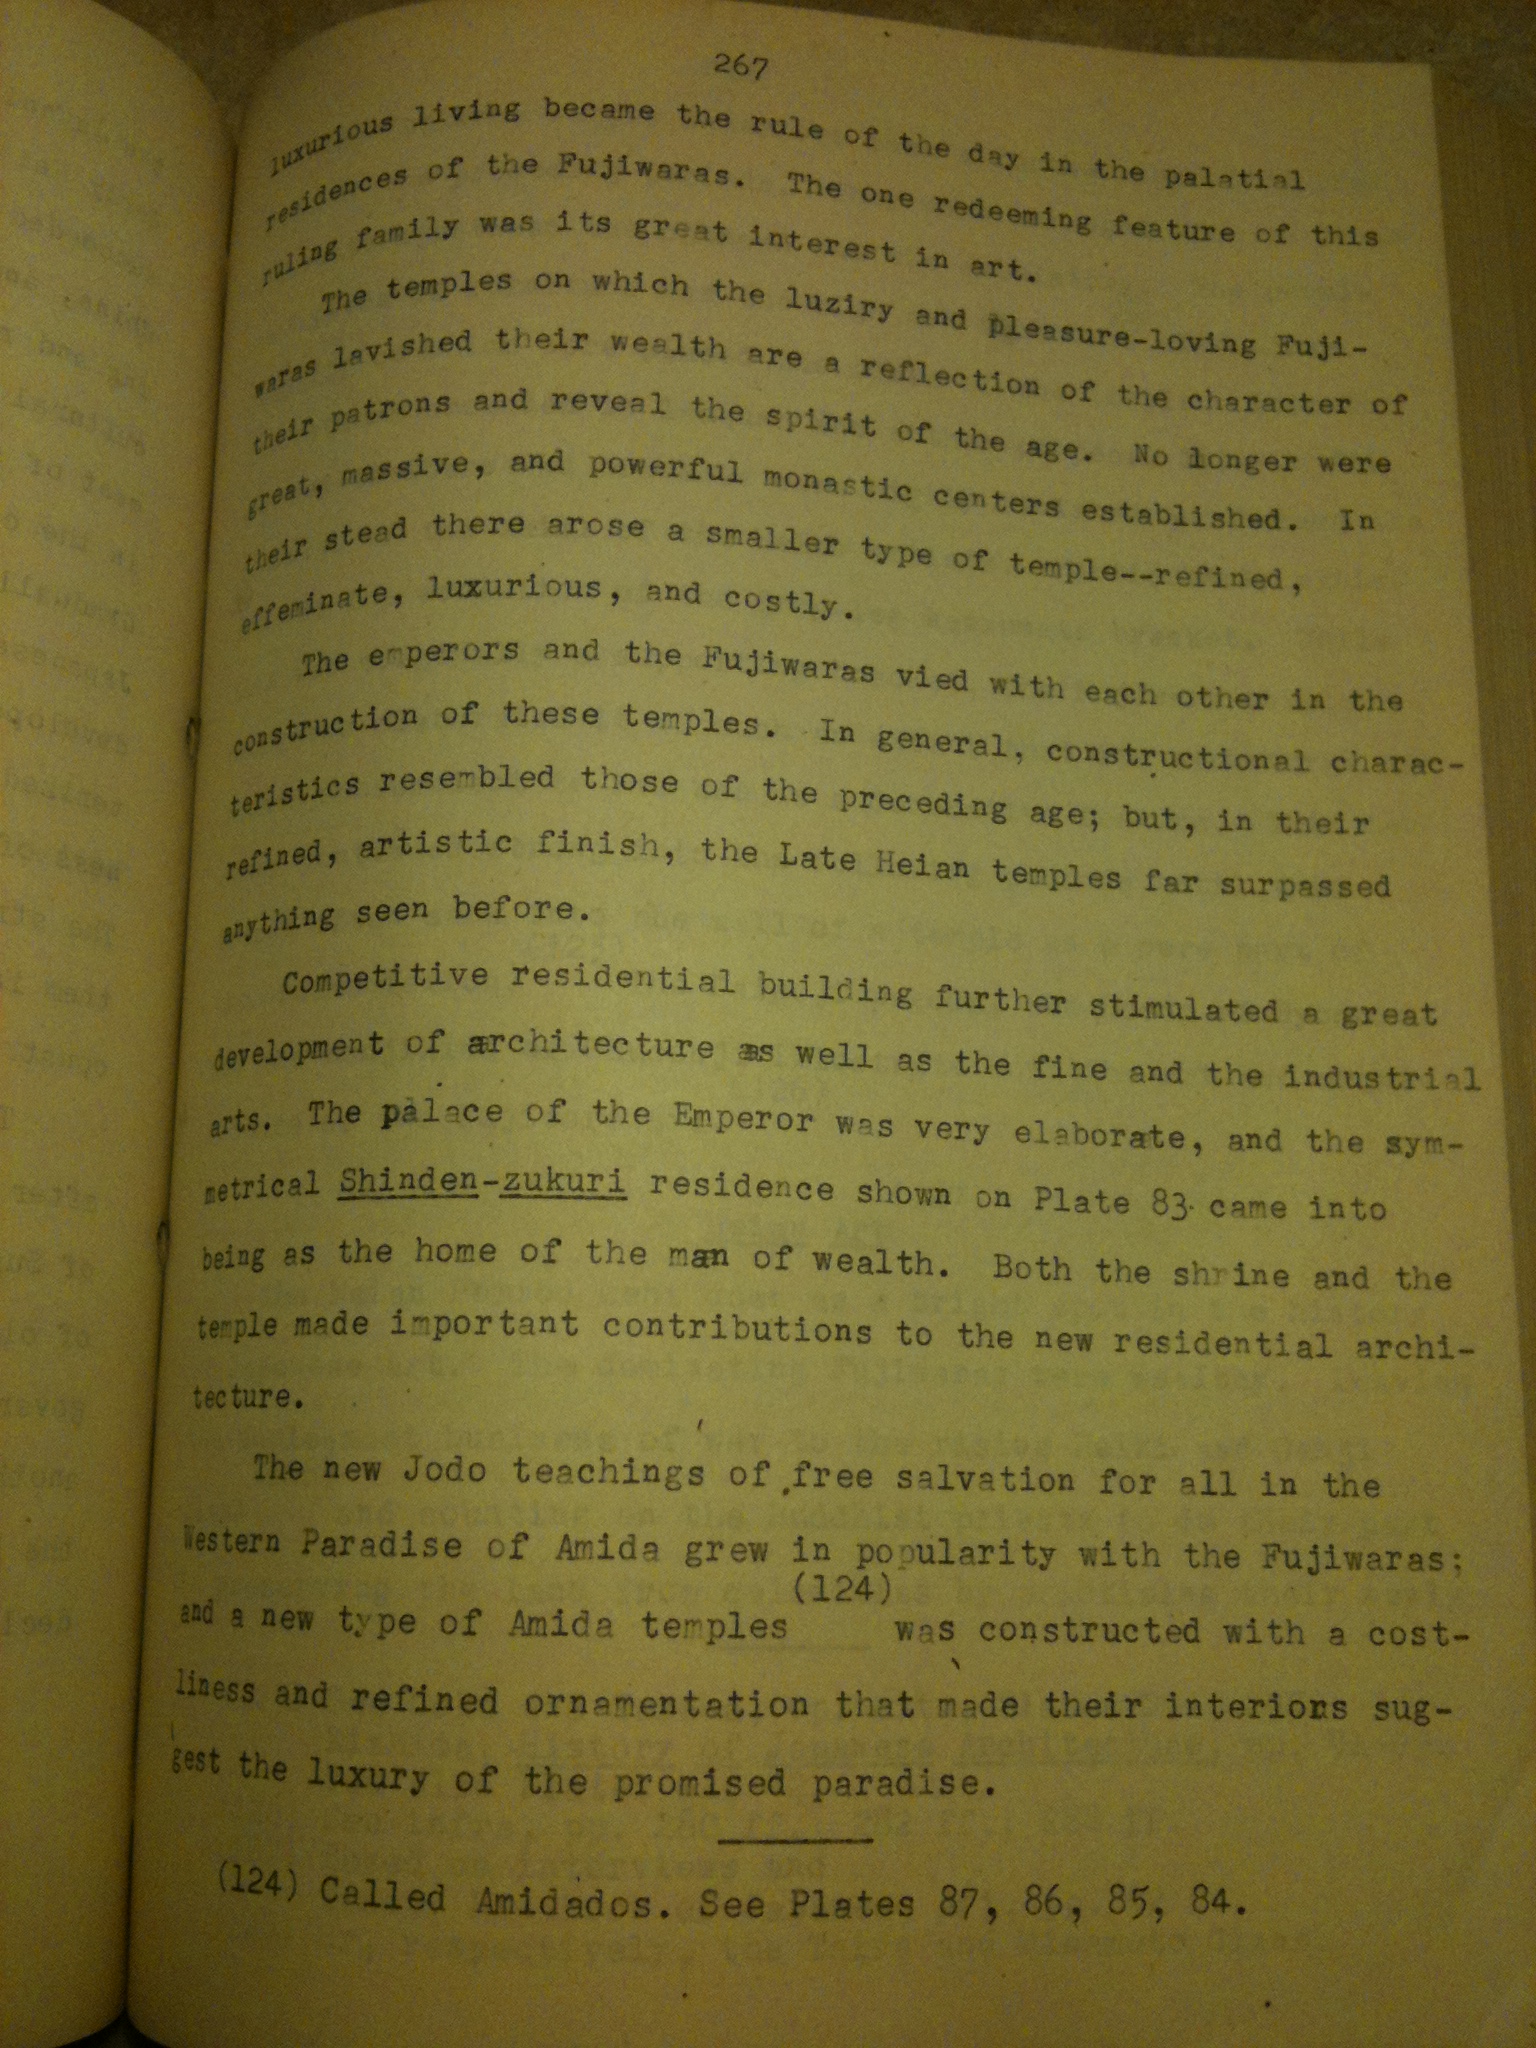 267
luxurious living became the rule of the day in the palatial
residences of the Fujiwaras. The one redeeming feature of this
ruling family was its great interest in art.
The temples on which the luziry and pleasure-loving Fuji-
waras lavished their wealth are a reflection of the character of
their patrons and reveal the spirit of the age. No longer were
great, massive, and powerful monastic centers established. In
their stead there arose a smaller type of temple--refined,
effeminate, luxurious, and costly.
The emperors and the Fujiwaras vied with each other in the
construction of these temples. In general, constructional charac-
teristics resembled those of the preceding age; but, in their
refined, artistic finish, the Late Heian temples far surpassed
anything seen before.
Competitive residential building further stimulated a great
development of architecture as well as the fine and the industrial
arts. The palace of the Emperor was very elaborate, and the sym-
metrical Shinden-zukuri residence shown on Plate 83 came into
being as the home of the man of wealth. Both the shrine and the
temple made important contributions to the new residential archi-
tecture.
The new Jodo teachings of free salvation for all in the
Western Paradise of Amida grew in popularity with the Fujiwaras;
and a new type of Amida temples (124) was constructed with a cost-
liness and refined ornamentation that made their interiors sug-
gest the luxury of the promised paradise.
(124) Called Amidados. See Plates 87, 86, 85, 84.